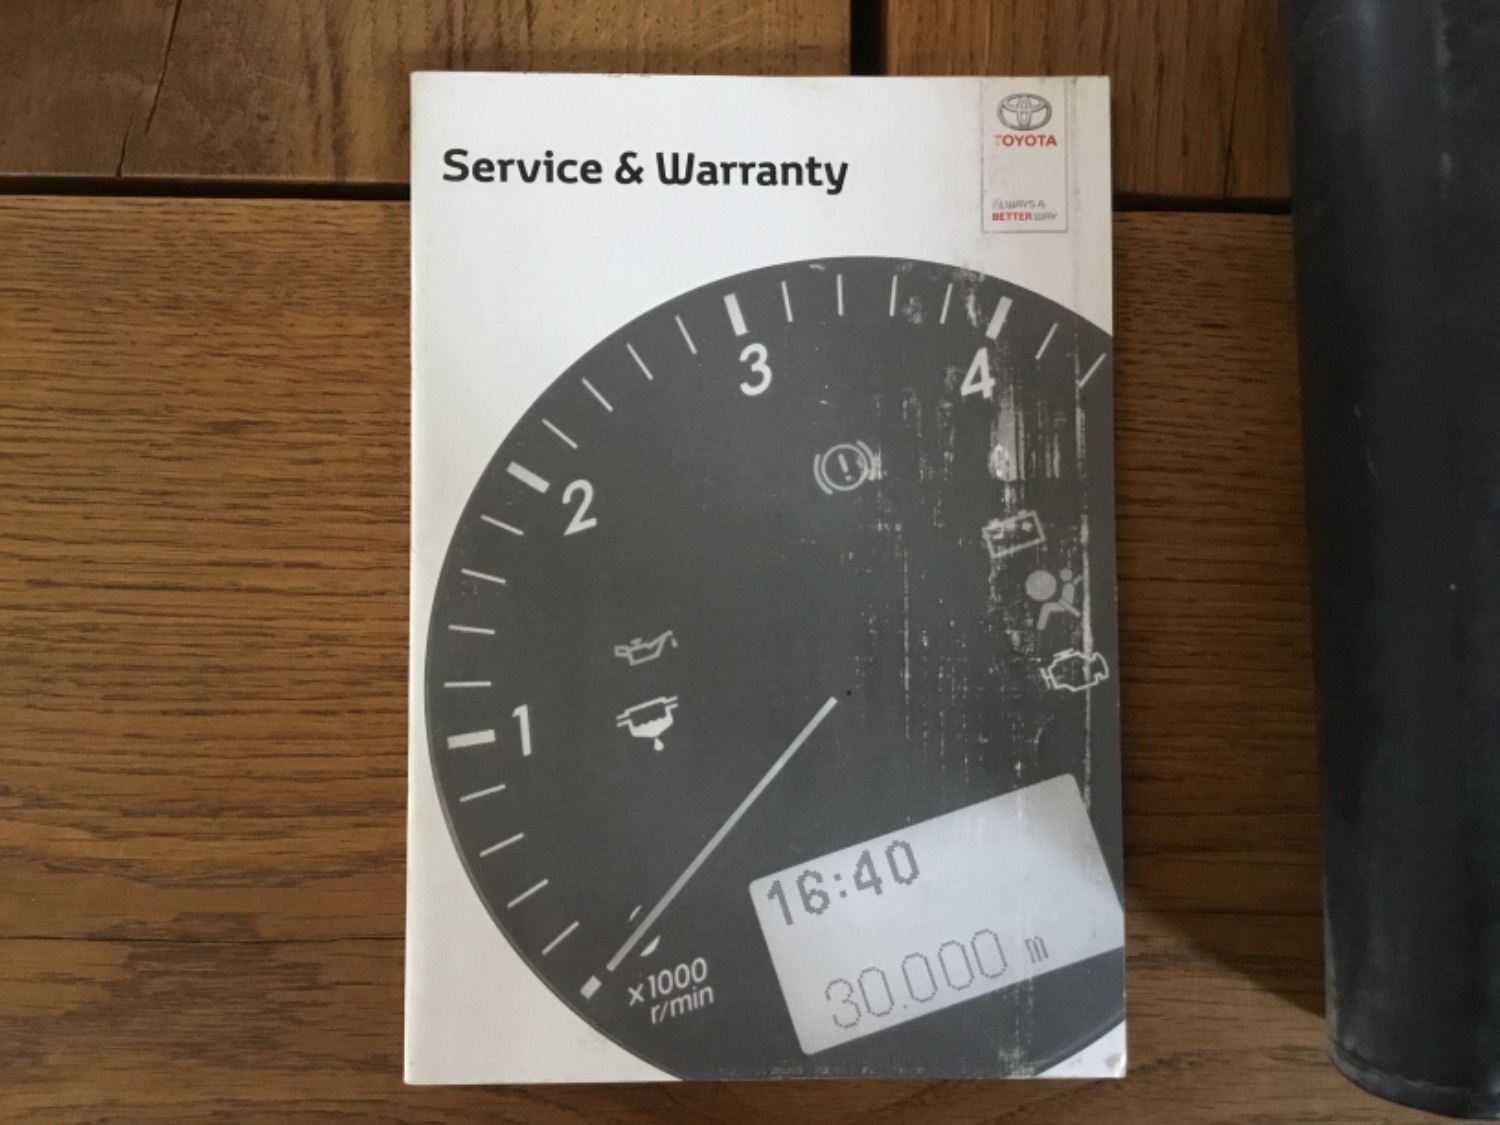 TOYOTA
Service & Warranty
ALWAYS A
BETTER WAY
3
4
2
1
16:40
30.000 m
x1000
r/min